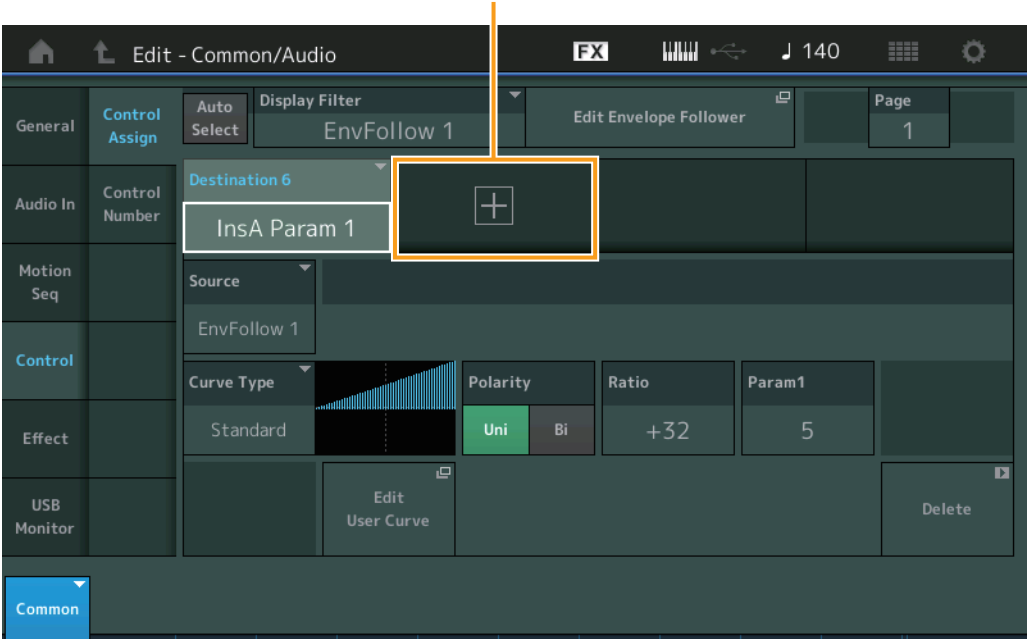 Edit - Common/Audio
FX
140
General
Control
Assign
Auto
Select
Display Filter
EnvFollow 1
Edit Envelope Follower
Page
1
Audio In
Control
Number
Destination 6
InsA Param 1
Motion
Seq
Source
EnvFollow 1
Control
Curve Type
Standard
Polarity
Uni
Bi
Ratio
+32
Param1
5
Effect
USB
Monitor
Edit
User Curve
Delete
Common